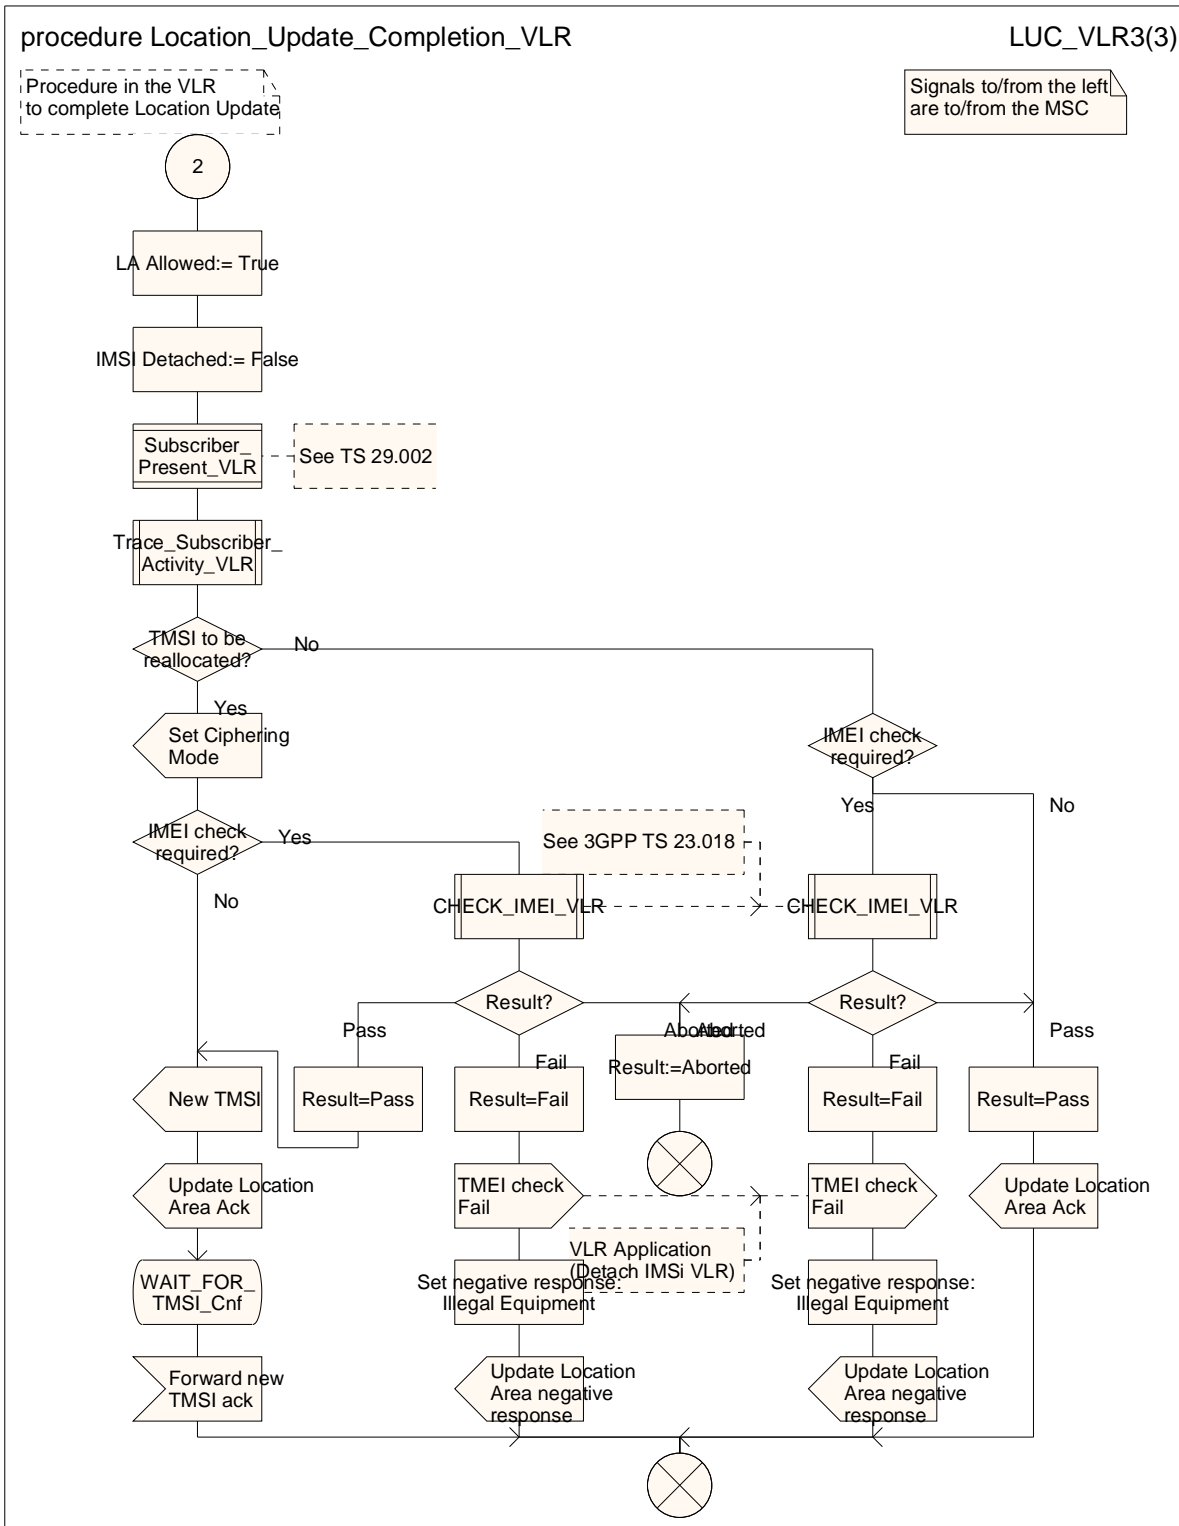 procedure Location_Update_Completion_VLR
LUC_VLR3(3)
Procedure in the VLR
to complete Location Update
Signals to/from the left
are to/from the MSC
2
LA Allowed:= True
IMSI Detached:= False
Subscriber_
Present_VLR
See TS 29.002
Trace_Subscriber_
Activity_VLR
TMSI to be
reallocated?
No
Yes
Set Ciphering
Mode
IMEI check
required?
Yes
No
IMEI check
required?
Yes
See 3GPP TS 23.018
No
CHECK_IMEI_VLR
CHECK_IMEI_VLR
Result?
Result?
Pass
Aborted
Aborted
Pass
Fail
Result:=Aborted
Fail
New TMSI
Result=Pass
Result=Fail
Result=Fail
Result=Pass
Update Location
Area Ack
TMEI check
Fail
TMEI check
Fail
Update Location
Area Ack
VLR Application
(Detach IMSi VLR)
WAIT_FOR_
TMSI_Cnf
Set negative response:
Illegal Equipment
Set negative response:
Illegal Equipment
Forward new
TMSI ack
Update Location
Area negative
response
Update Location
Area negative
response